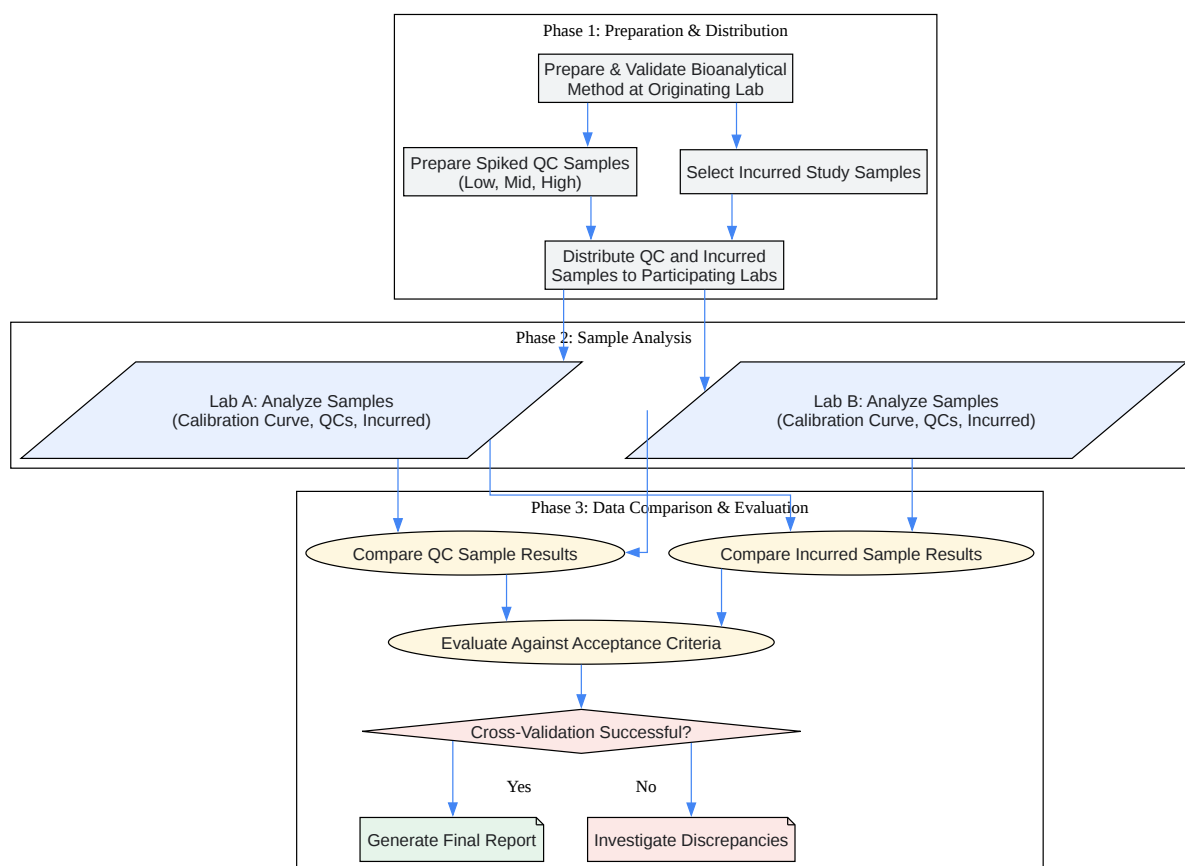 Phase 1: Preparation & Distribution
Prepare & Validate Bioanalytical
Method at Originating Lab
Prepare Spiked QC Samples
(Low, Mid, High)
Select Incurred Study Samples
Distribute QC and Incurred
Samples to Participating Labs
Phase 2: Sample Analysis
Lab A: Analyze Samples
(Calibration Curve, QCs, Incurred)
Lab B: Analyze Samples
(Calibration Curve, QCs, Incurred)
Phase 3: Data Comparison & Evaluation
Compare QC Sample Results
Compare Incurred Sample Results
Evaluate Against Acceptance Criteria
Cross-Validation Successful?
Yes
No
Generate Final Report
Investigate Discrepancies